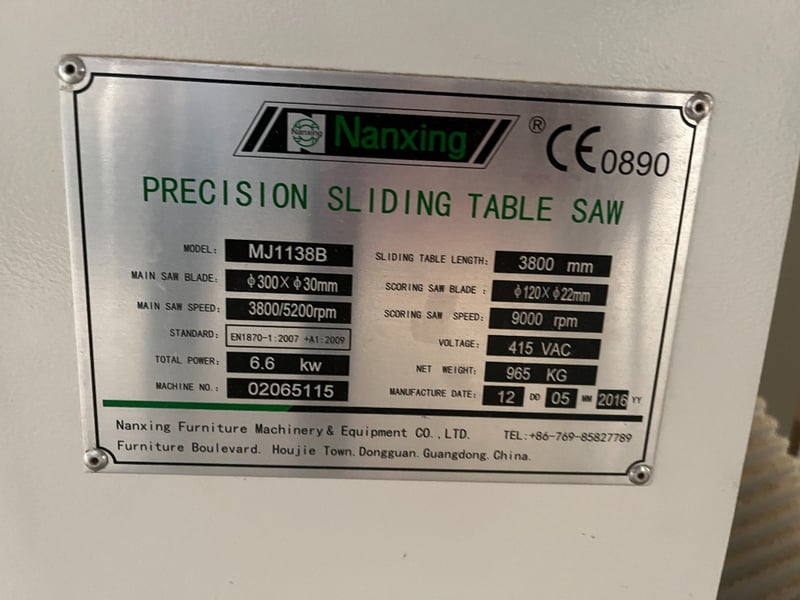 Nanxing Nanxing ® CE0890
PRECISION SLIDING TABLE SAW
MODEL: MJ1138B
MAIN SAW BLADE: ϕ300×ϕ30mm
MAIN SAW SPEED: 3800/5200rpm
STANDARD: EN1870-1:2007 +A1:2009
TOTAL POWER: 6.6 kw
MACHINE NO.: 02065115
SLIDING TABLE LENGTH: 3800 mm
SCORING SAW BLADE : ϕ120×ϕ22mm
SCORING SAW SPEED: 9000 rpm
VOLTAGE: 415 VAC
NET WEIGHT: 965 KG
MANUFACTURE DATE: 12 DD 05 MM 2016 YY
Nanxing Furniture Machinery & Equipment CO.,LTD. TEL:+86-769-85827789
Furniture Boulevard. Houjie Town. Dongguan. Guangdong. China.